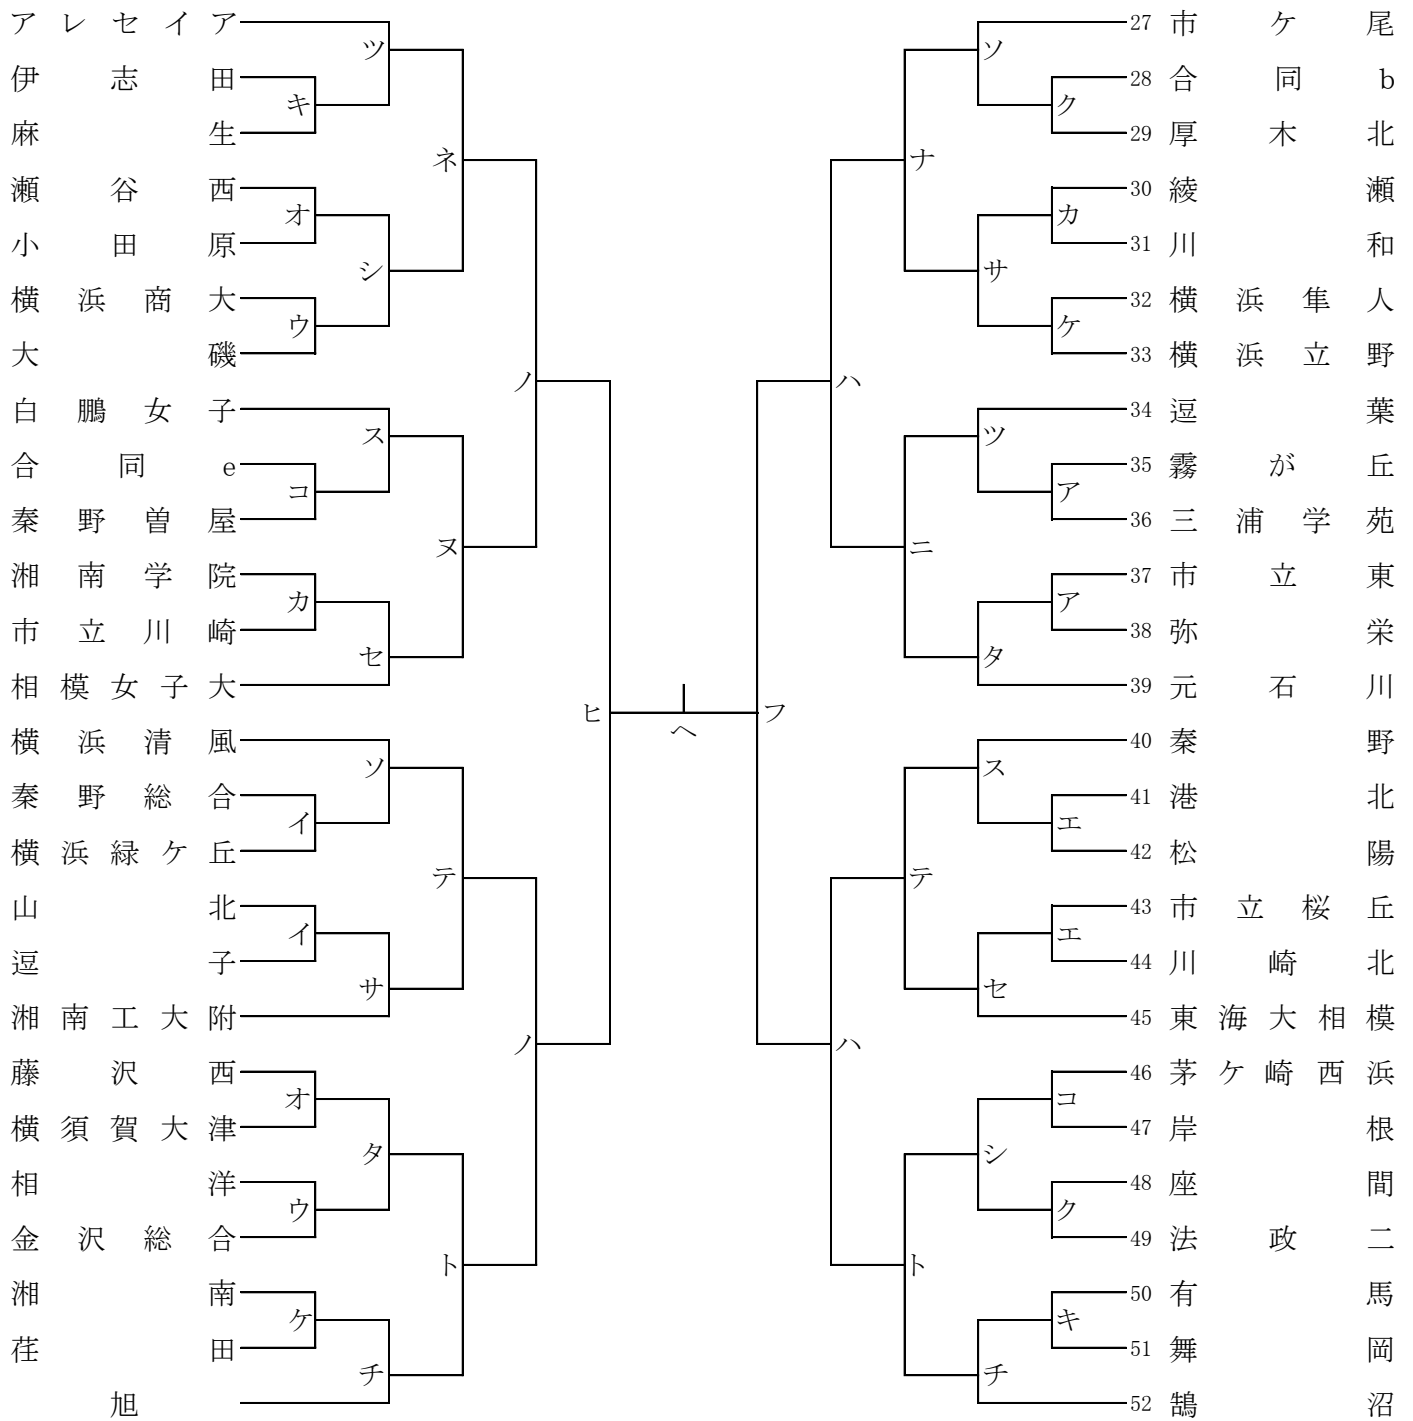 アレセイア
伊志田
麻生
瀬谷西
小田原
横浜商大
大磯
白鵬女子
合同e
秦野曽屋
湘南学院
市立川崎
相模女子大
横浜清風
秦野総合
横浜緑ケ丘
山北
逗子
湘南工大附
藤沢西
横須賀大津
相洋
金沢総合
湘南
荏田
旭
ツ
キ
ネ
オ
シ
ウ
ノ
ス
コ
ヌ
カ
セ
ヒ
ソ
イ
テ
イ
サ
ノ
オ
タ
ウ
ト
ケ
チ
ヘ
フ
ソ
ク
ナ
カ
サ
ケ
ハ
ツ
ア
ニ
ア
タ
ス
エ
テ
エ
セ
ハ
コ
シ
ク
ト
キ
チ
27 市ケ尾
28 合同b
29 厚木北
30 綾瀬
31 川和
32 横浜隼人
33 横浜立野
34 逗葉
35 霧が丘
36 三浦学苑
37 市立東
38 弥栄
39 元石川
40 秦野
41 港北
42 松陽
43 市立桜丘
44 川崎北
45 東海大相模
46 茅ケ崎西浜
47 岸根
48 座間
49 法政二
50 有馬
51 舞岡
52 鵠沼